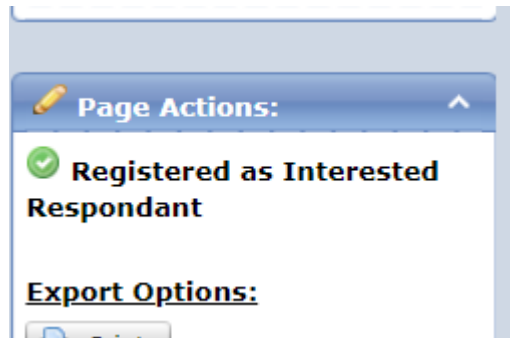 Page Actions:
Registered as Interested
Respondant
Export Options: